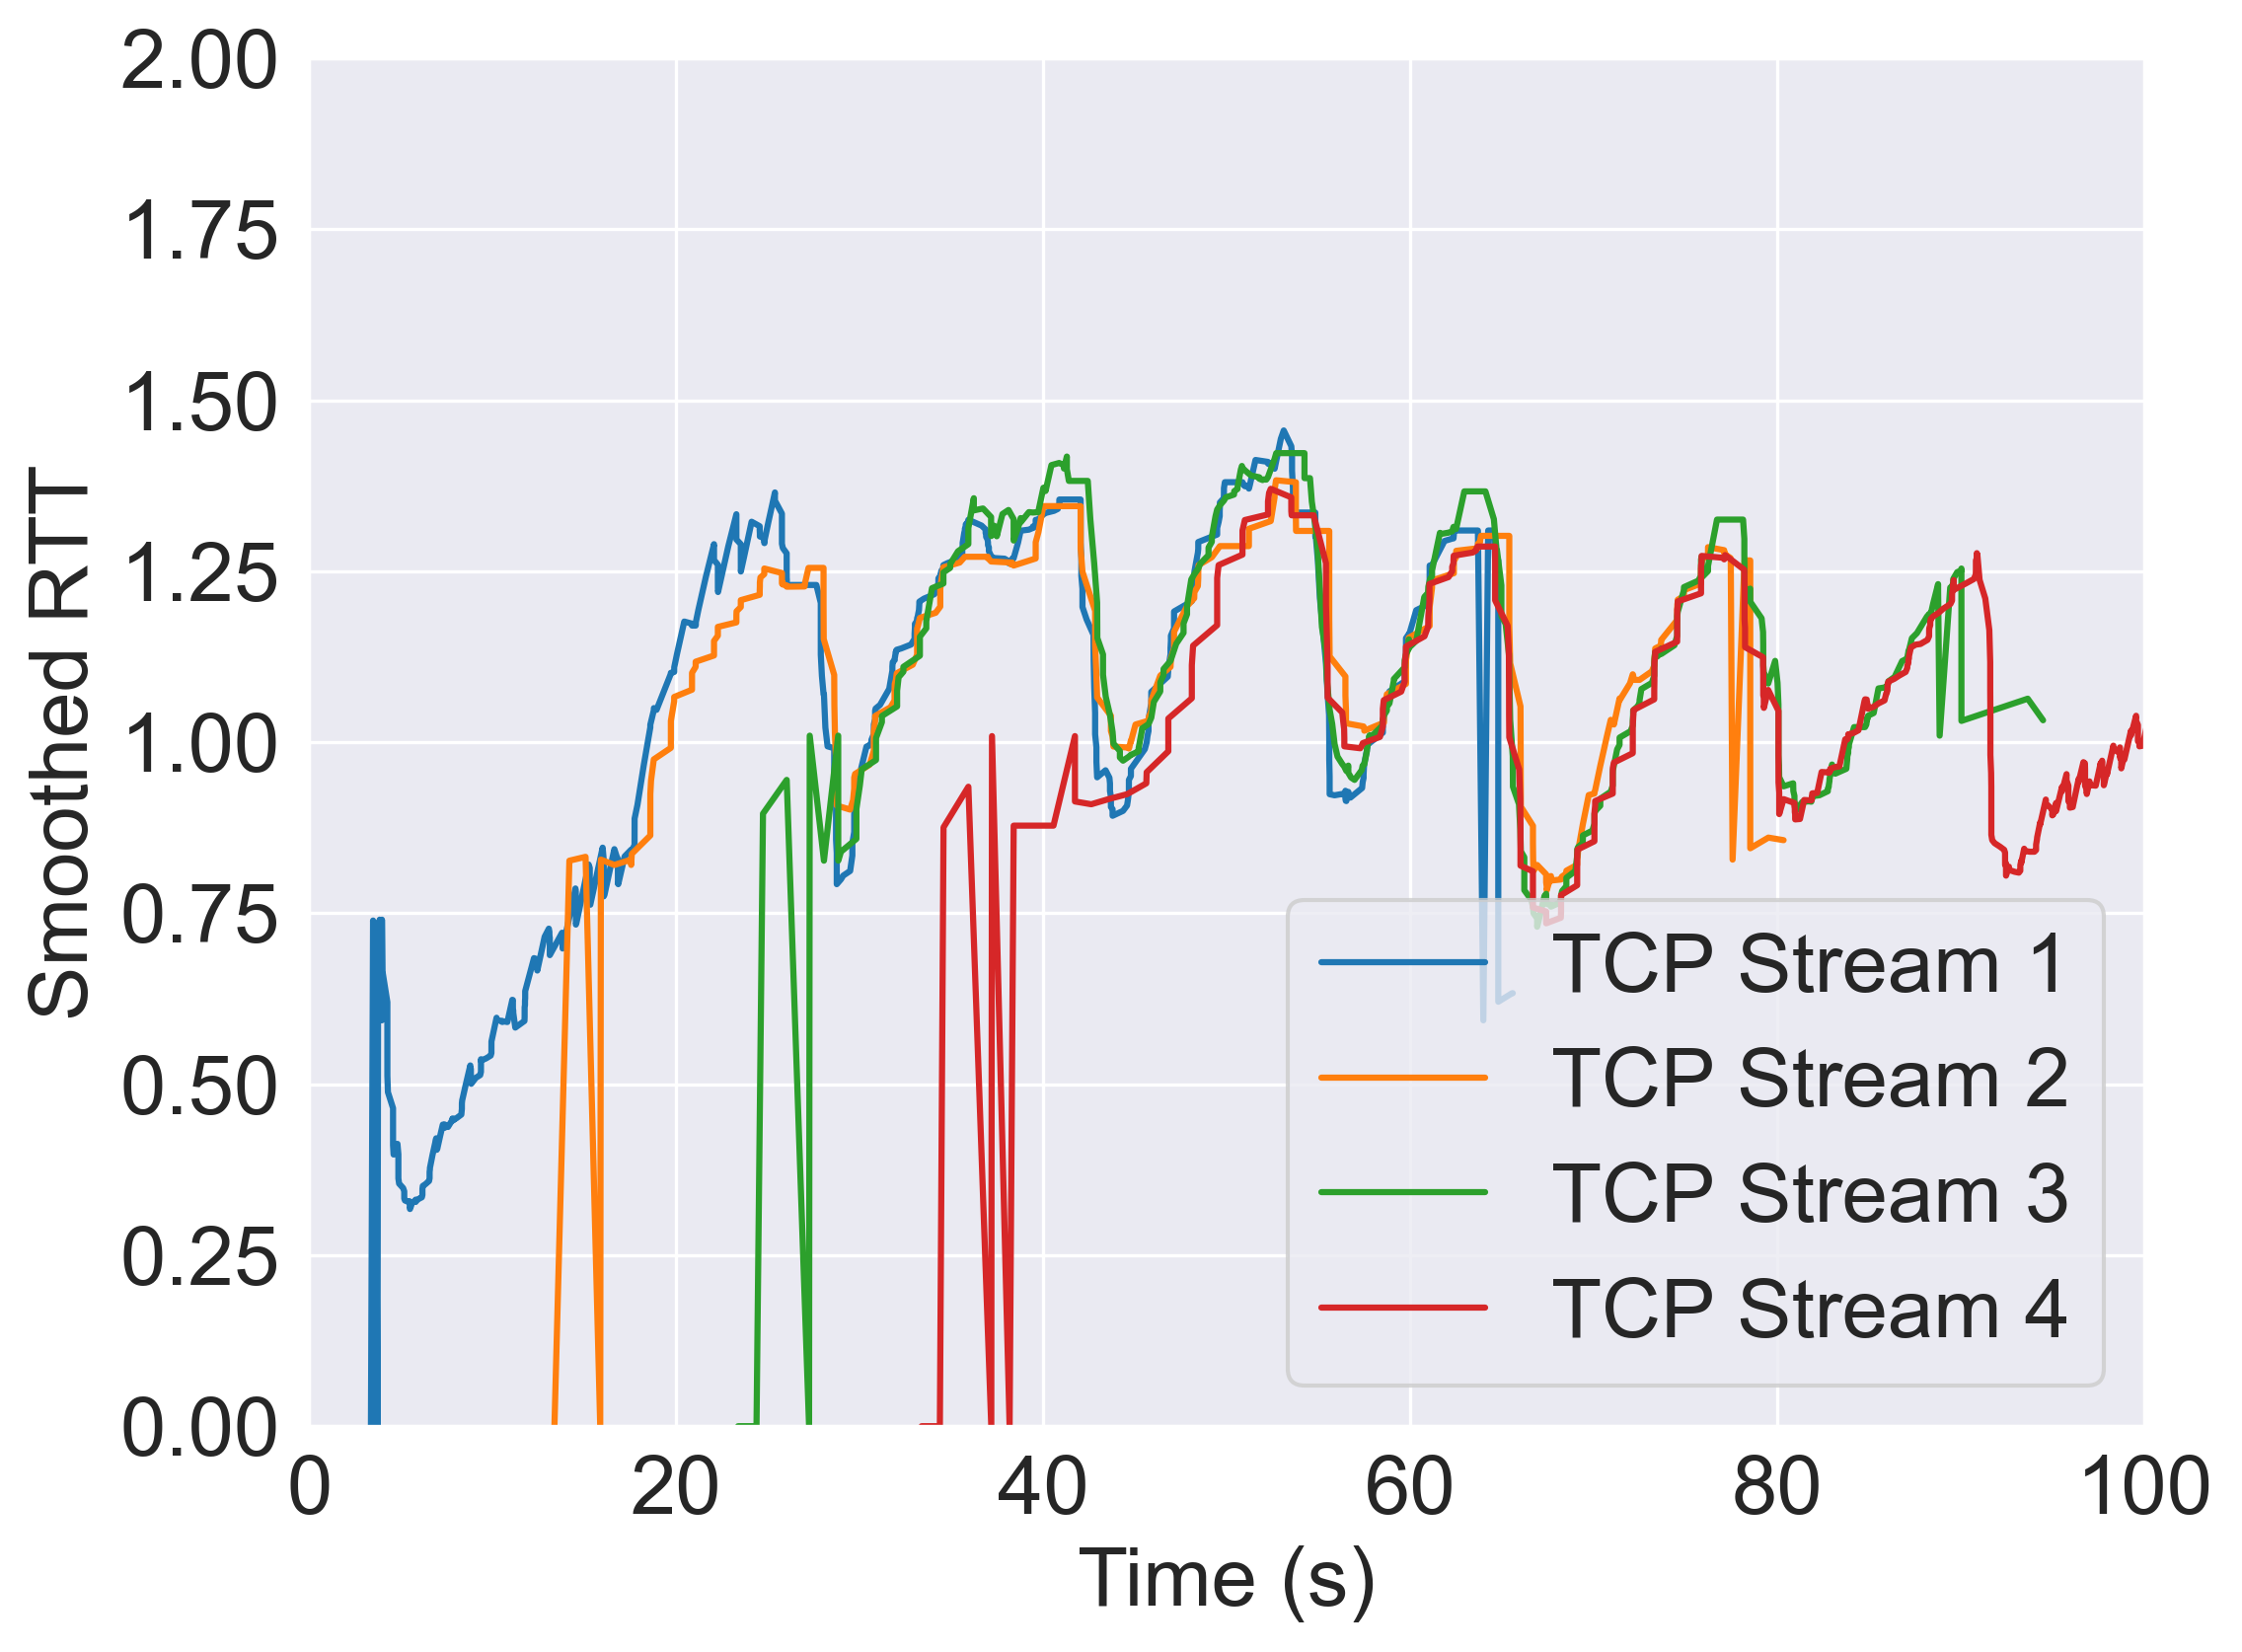 2.00
1.75
1.50
1.25
1.00
0.75
0.50
0.25
0.00
Smoothed RTT
TCP Stream 1
TCP Stream 2
TCP Stream 3
TCP Stream 4
0 20 40 60 80 100
Time (s)